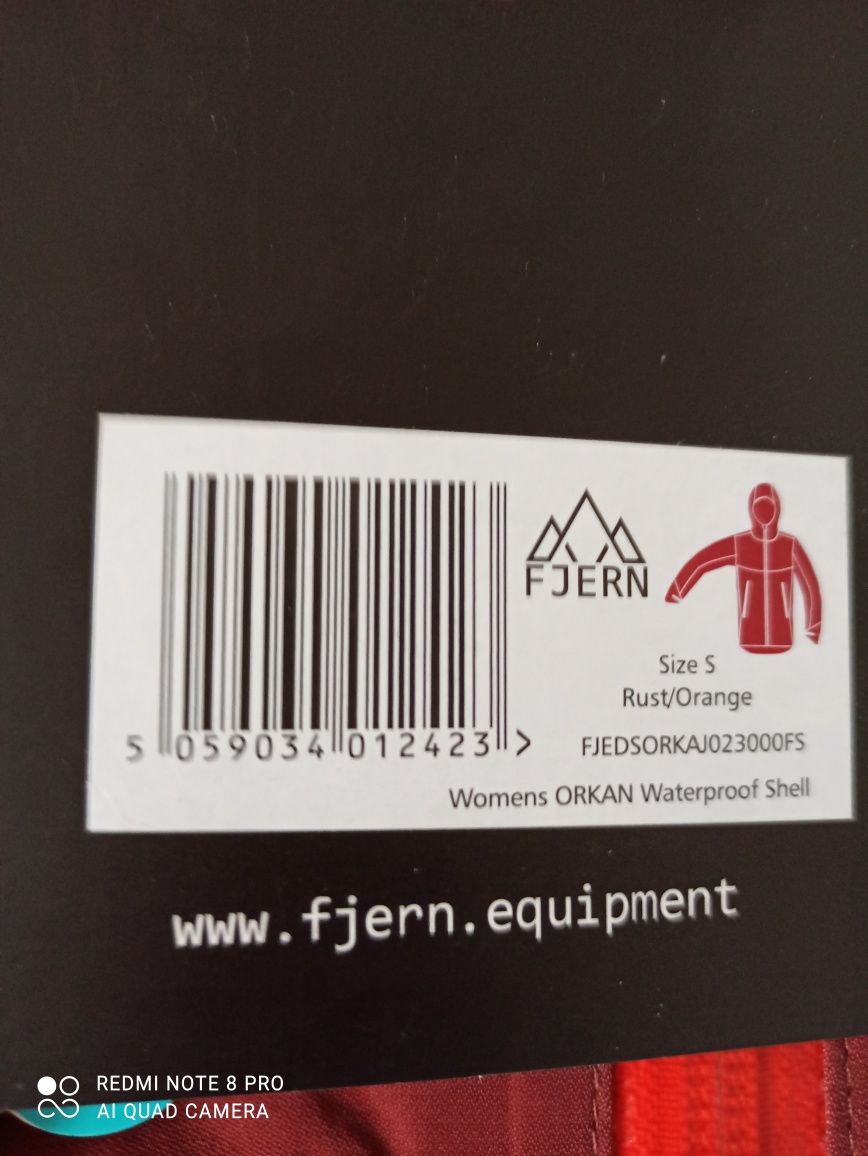 FJERN
Size S
Rust/Orange
5 059034 012423 >
FJEDSORKAJ023000FS
Womens ORKAN Waterproof Shell
www.fjern.equipment
REDMI NOTE 8 PRO
AI QUAD CAMERA